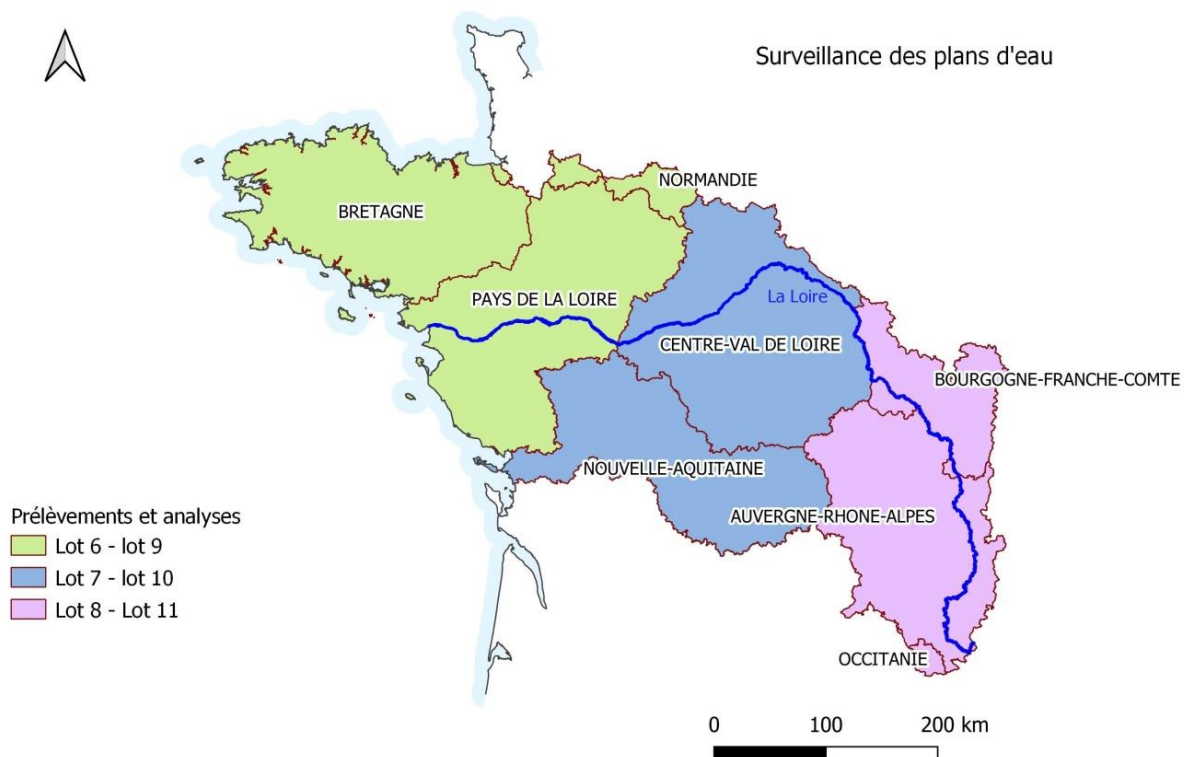 Surveillance des plans d'eau
NORMANDIE
BRETAGNE
PAYS DE LA LOIRE
La Loire
CENTRE-VAL DE LOIRE
BOURGOGNE-FRANCHE-COMTE
NOUVELLE-AQUITAINE
AUVERGNE-RHONE-ALPES
OCCITANIE
Prélèvements et analyses
Lot 6 - lot 9
Lot 7 - lot 10
Lot 8 - Lot 11
0 100 200 km